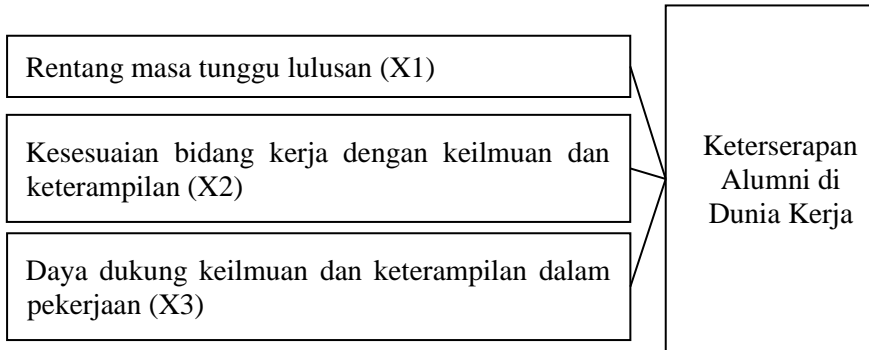 Rentang masa tunggu lulusan (X1)
Kesesuaian bidang kerja dengan keilmuan dan
keterampilan (X2)
Daya dukung keilmuan dan keterampilan dalam
pekerjaan (X3)
Keterserapan
Alumni di
Dunia Kerja